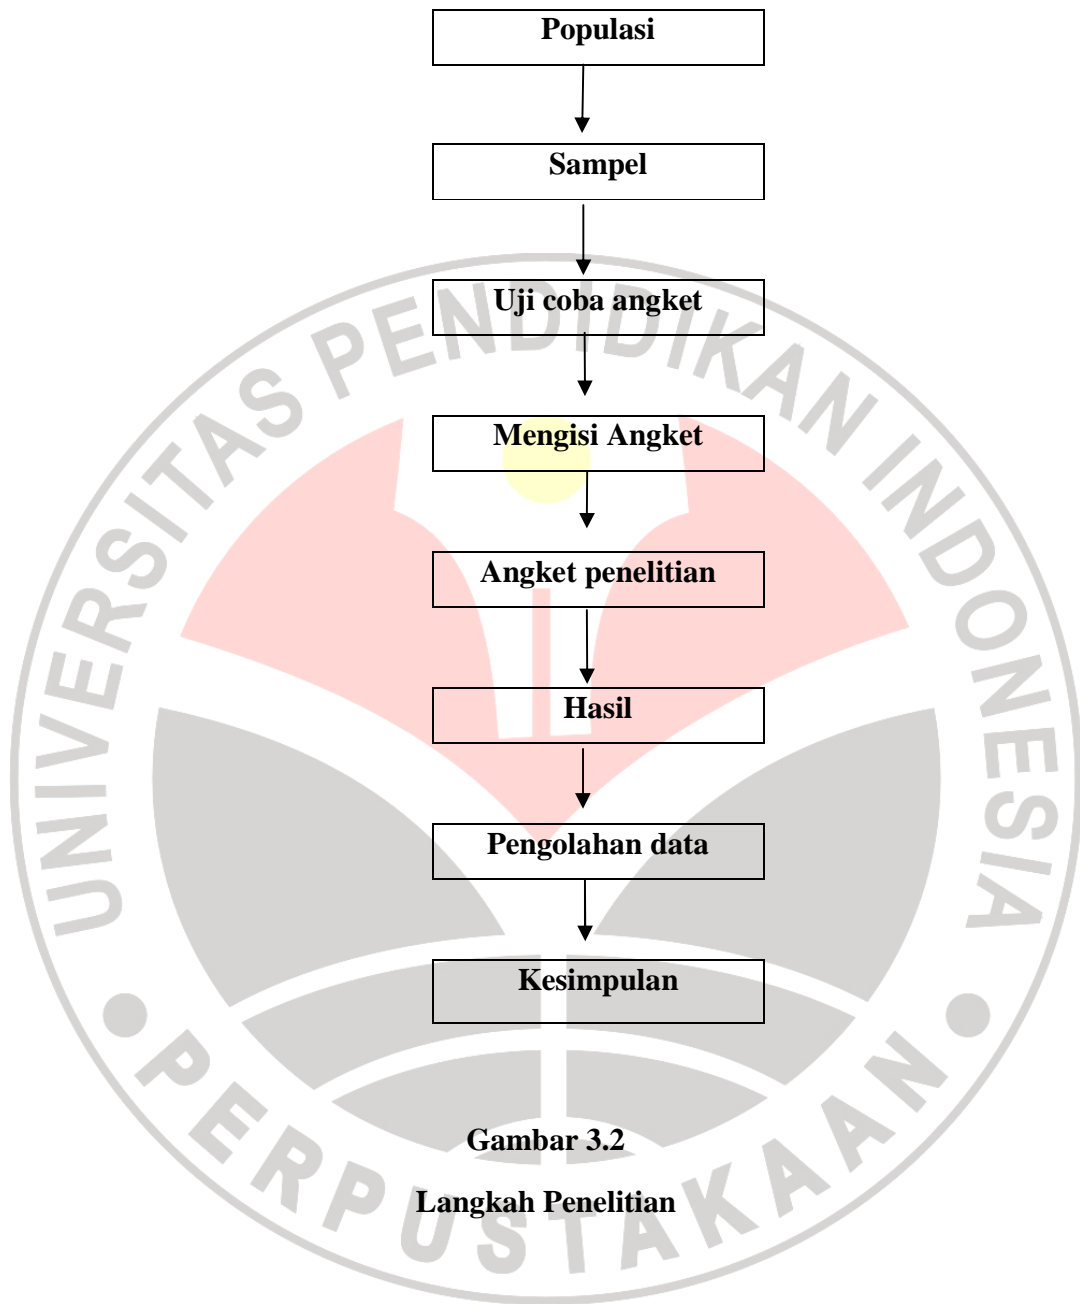 Populasi
Sampel
Uji coba angket
Mengisi Angket
Angket penelitian
Hasil
Pengolahan data
Kesimpulan
Gambar 3.2
Langkah Penelitian
UNIVERSITAS PENDIDIKAN INDONESIA
PERPUSTAKAAN